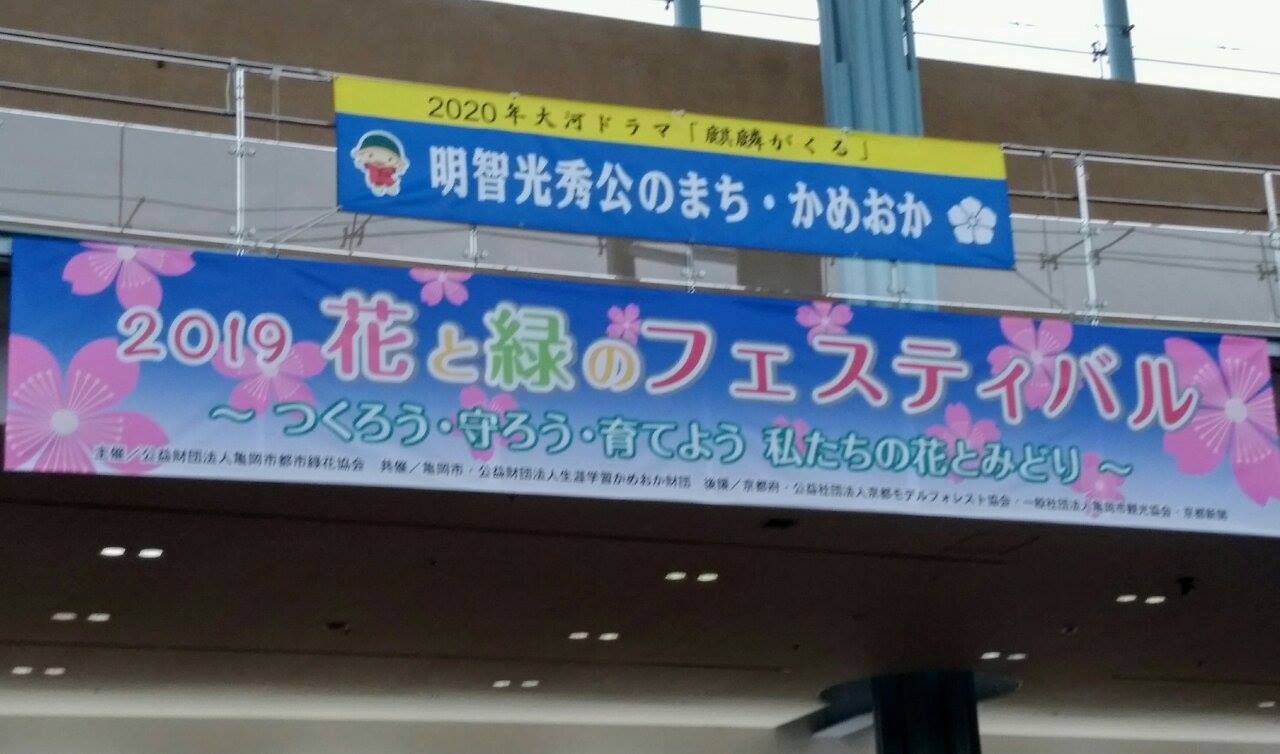 2020年大河ドラマ「麒麟がくる」
明智光秀公のまち・かめおか
2019 花と緑のフェスティバル
～ つくろう・守ろう・育てよう 私たちの花とみどり ～
主催／公益財団法人亀岡市都市緑花協会 共催／亀岡市・公益財団法人生涯学習かめおか財団 後援／京都府・公益社団法人京都モデルフォレスト協会・一般社団法人亀岡市観光協会・京都新聞